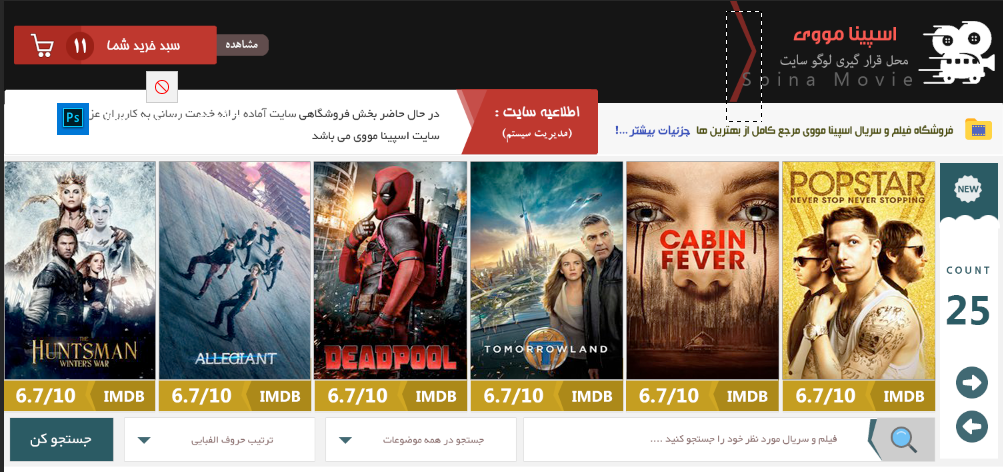 اسپینا مووی
محل قرار گیری لوگو سایت
Spina Movie
مشاهده
سبد خرید شما
۱۱
اطلاعیه سایت :
(مدیریت سیستم)
در حال حاضر بخش فروشگاهی سایت آماده ارائه خدمت رسانی به کاربران
سایت اسپینا مووی می باشد
Ps
فروشگاه فیلم و سریال اسپینا مووی مرجع کامل از بهترین ها جزئیات بیشتر ...!
NEW
COUNT
25
POPSTAR
NEVER STOP NEVER STOPPING
CABIN
FEVER
TOMORROWLAND
DEADPOOL
ALLEGIANT
THE
HUNTSMAN
WINTER'S WAR
6.7/10 IMDB
6.7/10 IMDB
6.7/10 IMDB
6.7/10 IMDB
6.7/10 IMDB
6.7/10 IMDB
فیلم و سریال مورد نظر خود را جستجو کنید ....
جستجو در همه موضوعات
ترتیب حروف الفبایی
جستجو کن